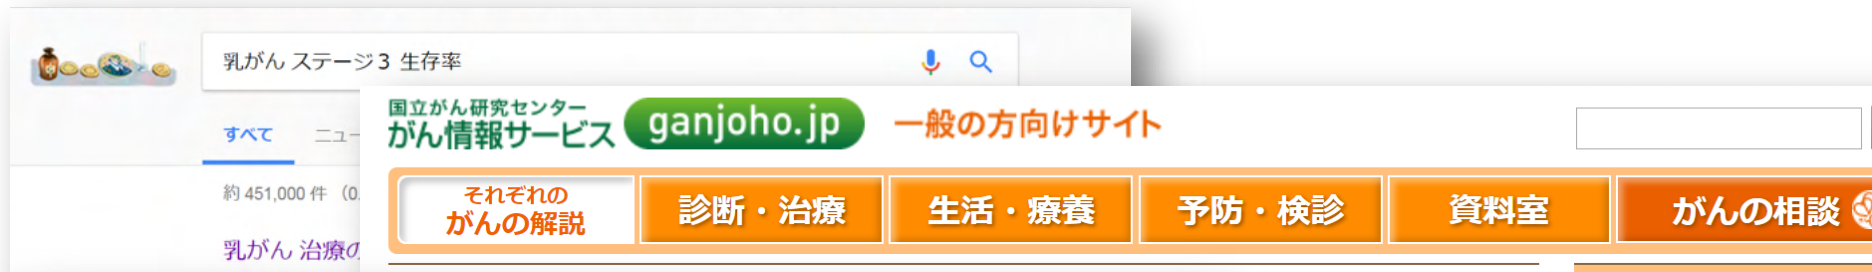 乳がん ステージ3 生存率
すべて ニュー
約 451,000 件 (0.
乳がん 治療の
国立がん研究センター
がん情報サービス ganjoho.jp 一般の方向けサイト
それぞれの
がんの解説 診断・治療 生活・療養 予防・検診 資料室 がんの相談